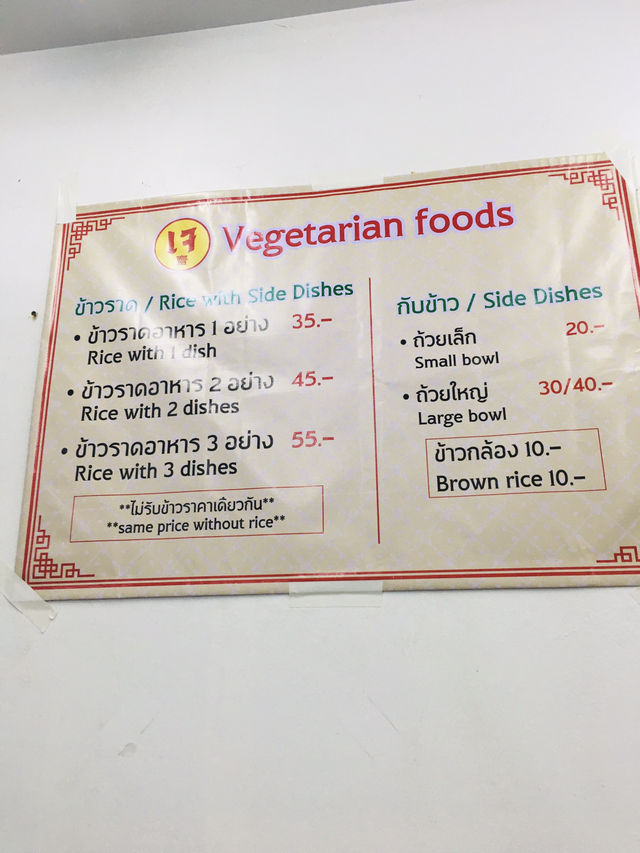 เจ
齋
Vegetarian foods
ข้าวราด / Rice with Side Dishes
• ข้าวราดอาหาร 1 อย่าง 35.–
Rice with 1 dish
• ข้าวราดอาหาร 2 อย่าง 45.–
Rice with 2 dishes
• ข้าวราดอาหาร 3 อย่าง 55.–
Rice with 3 dishes
**ไม่รับข้าวราคาเดียวกัน**
**same price without rice**
กับข้าว / Side Dishes
• ถ้วยเล็ก 20.–
Small bowl
• ถ้วยใหญ่ 30/40.–
Large bowl
ข้าวกล้อง 10.–
Brown rice 10.–